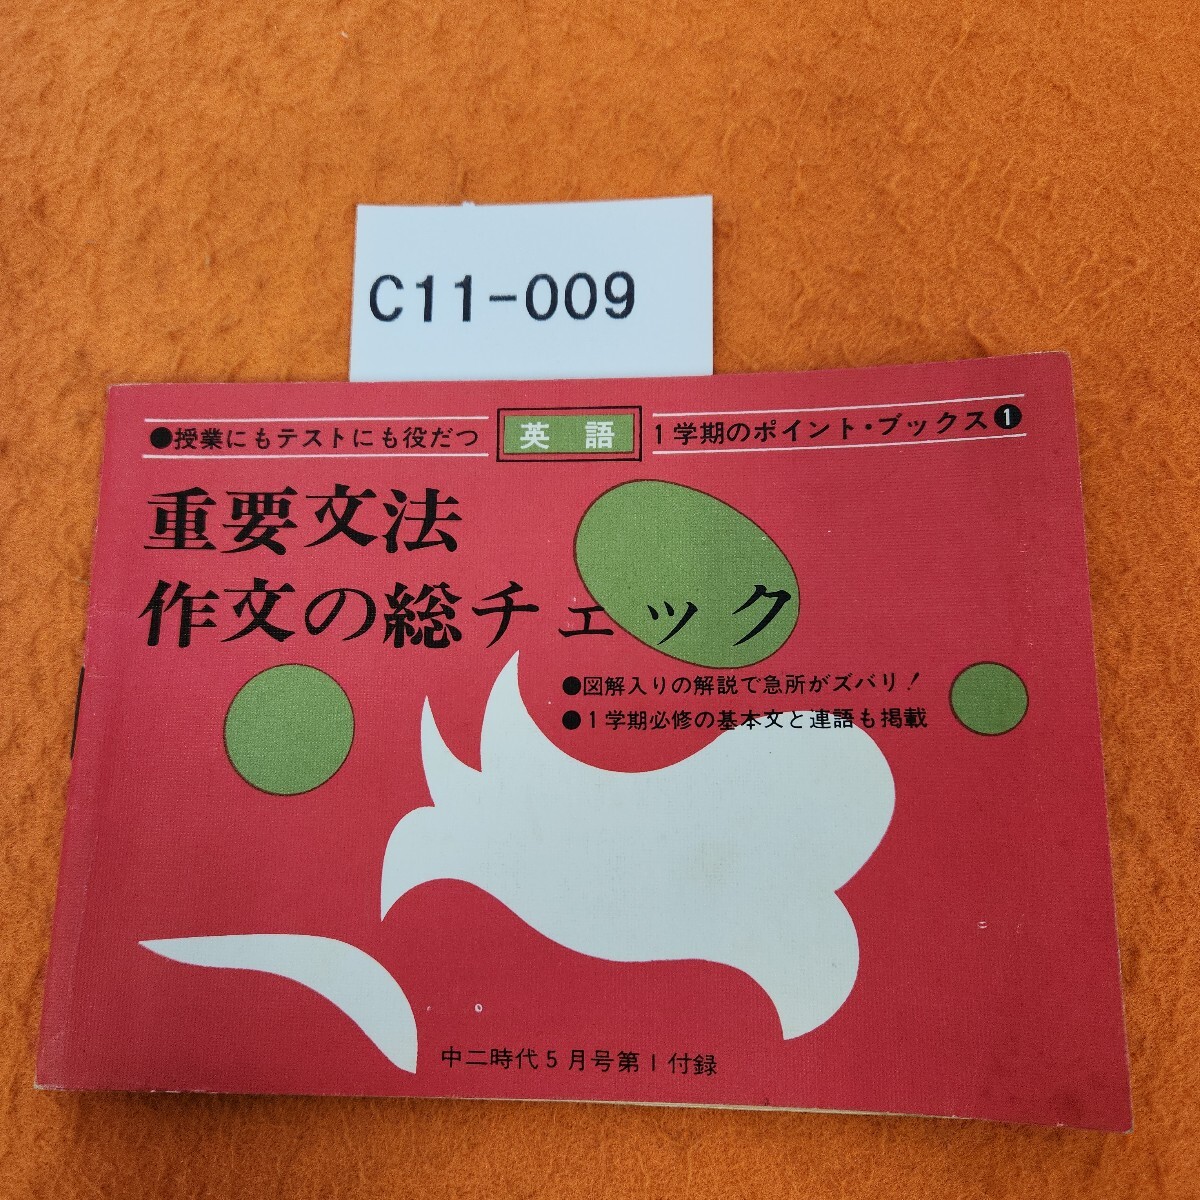 C11-009
●授業にもテストにも役だつ 英語 1学期のポイント・ブックス❶
重要文法
作文の総チェック
●図解入りの解説で急所がズバリ!
●1学期必修の基本文と連語も掲載
中二時代5月号第1付録